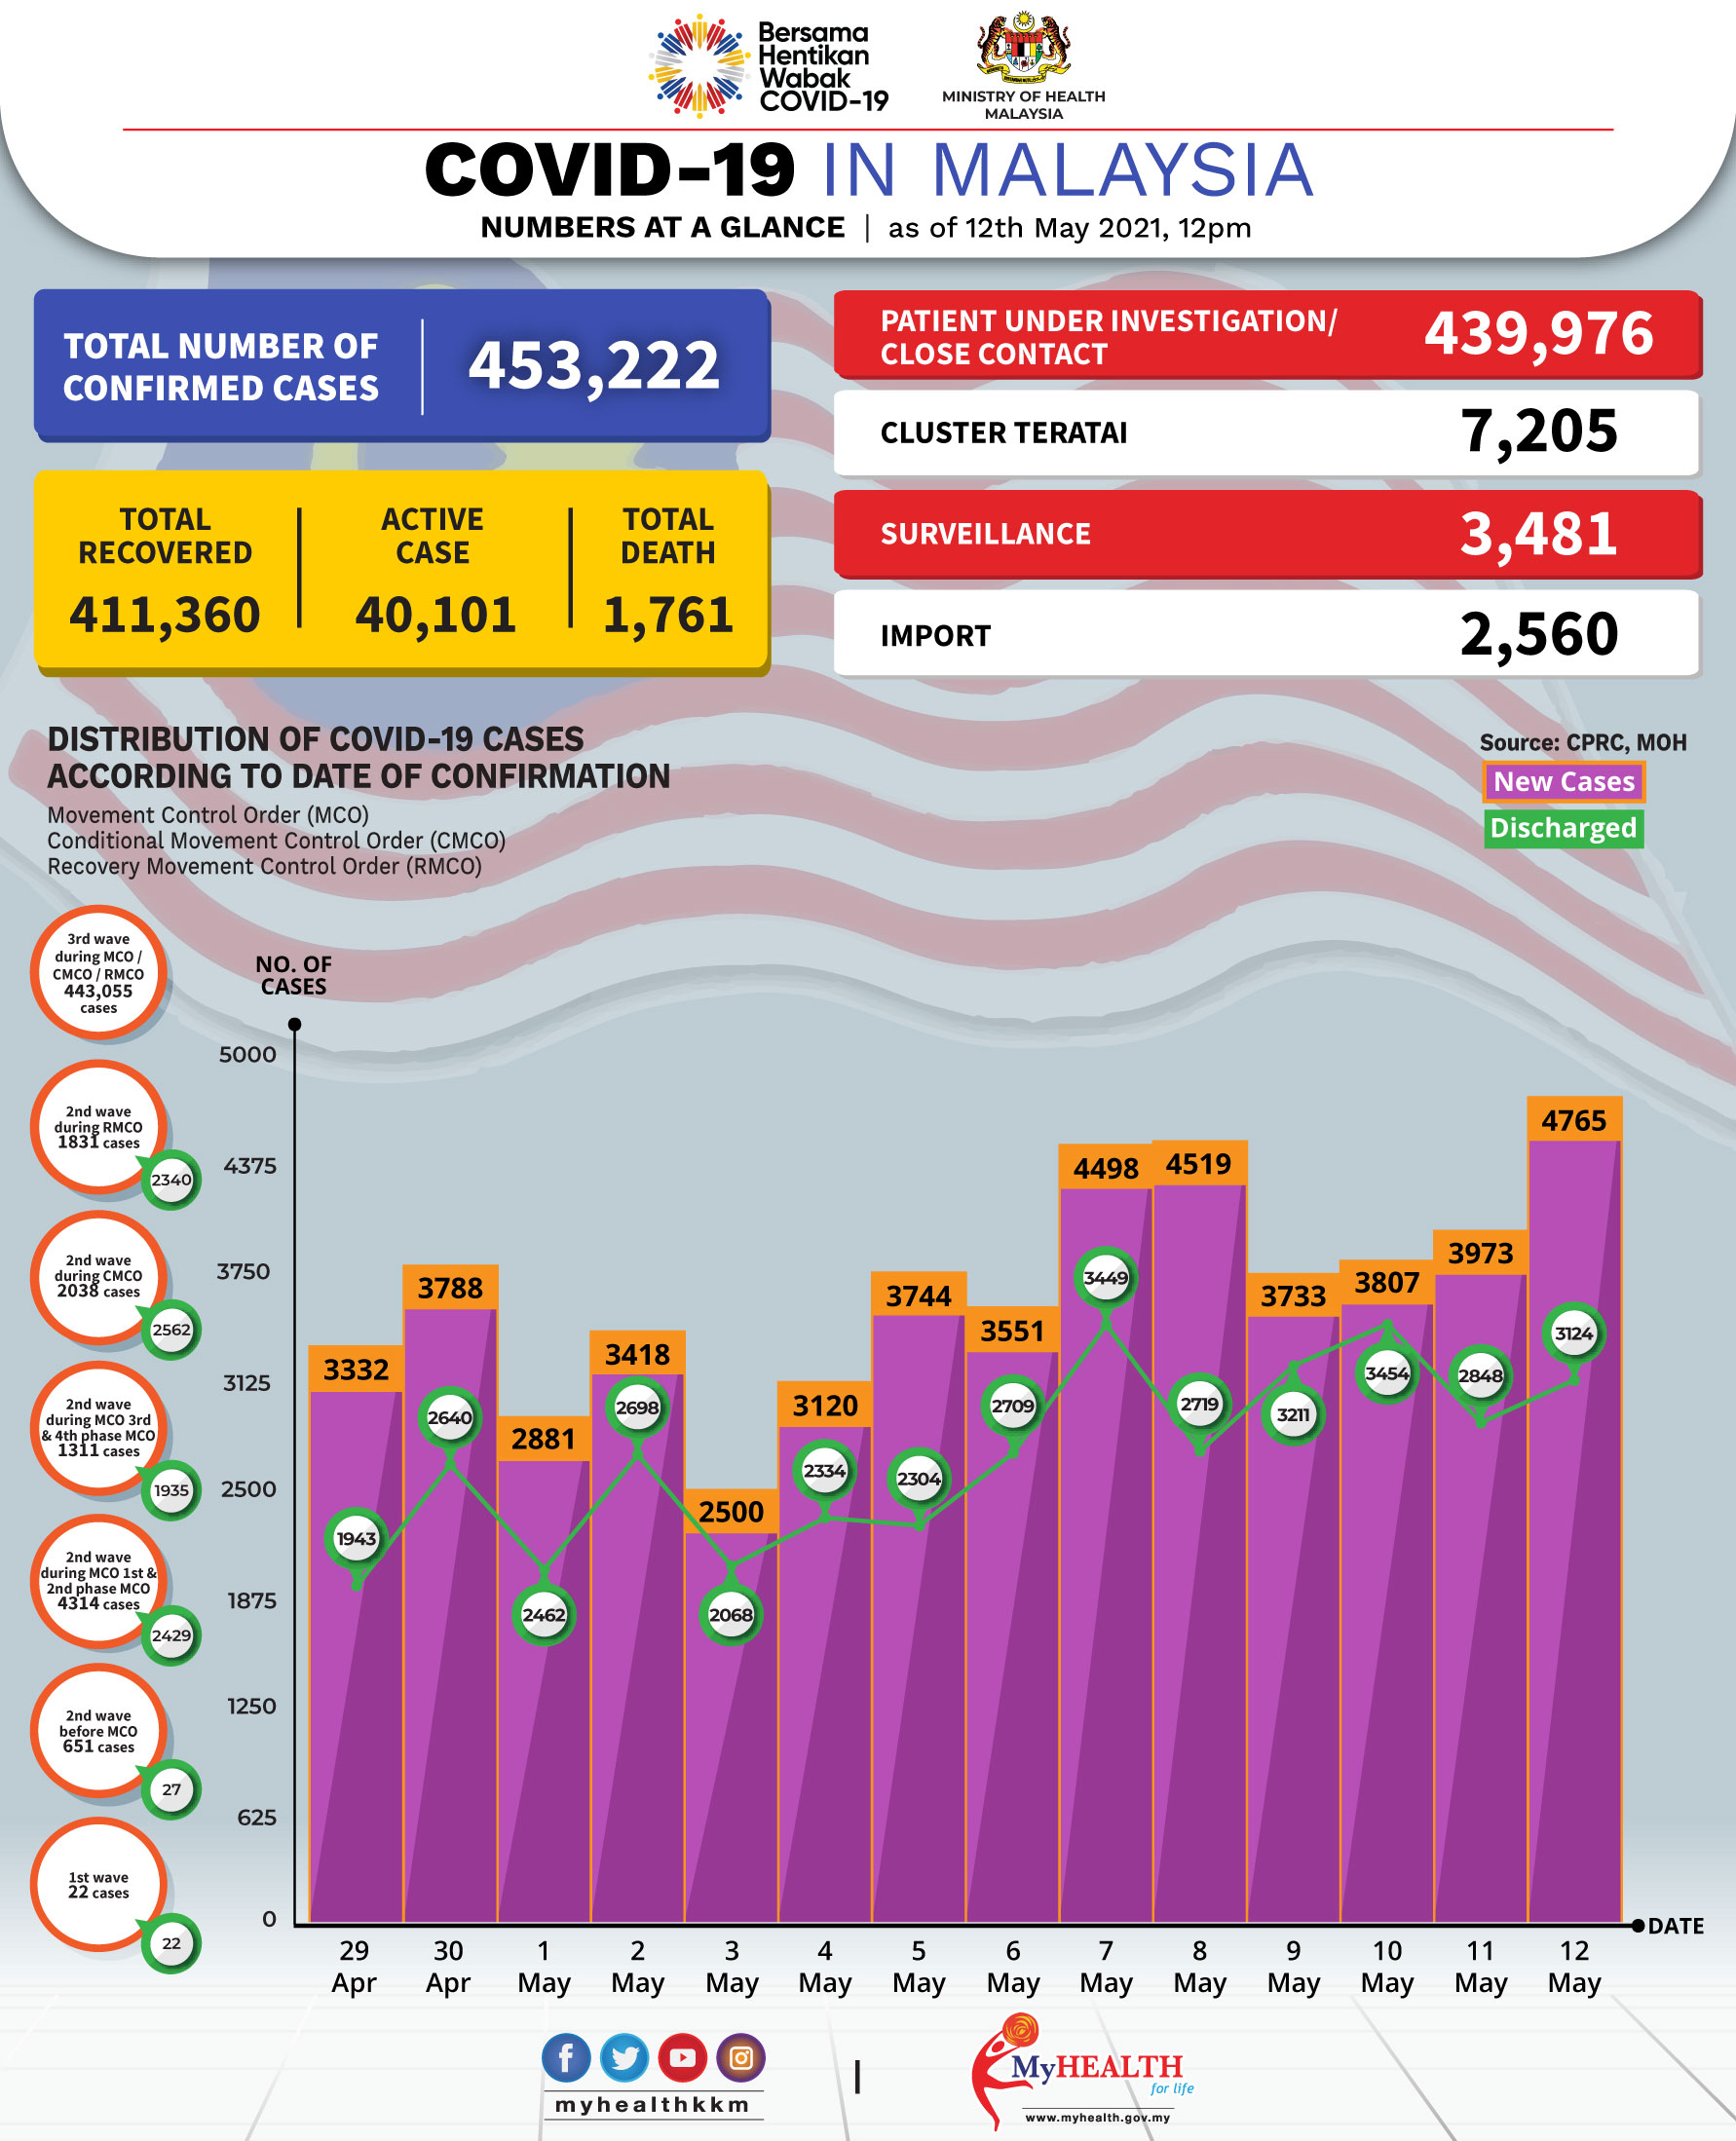 Bersama
Hentikan
Wabak
COVID-19
MINISTRY OF HEALTH
MALAYSIA
COVID-19 IN MALAYSIA
NUMBERS AT A GLANCE | as of 12th May 2021, 12pm
TOTAL NUMBER OF
CONFIRMED CASES
453,222
TOTAL
RECOVERED
411,360
ACTIVE
CASE
40,101
TOTAL
DEATH
1,761
PATIENT UNDER INVESTIGATION/
CLOSE CONTACT
439,976
CLUSTER TERATAI
7,205
SURVEILLANCE
3,481
IMPORT
2,560
DISTRIBUTION OF COVID-19 CASES
ACCORDING TO DATE OF CONFIRMATION
Movement Control Order (MCO)
Conditional Movement Control Order (CMCO)
Recovery Movement Control Order (RMCO)
Source: CPRC, MOH
New Cases
Discharged
3rd wave
during MCO /
CMCO / RMCO
443,055
cases
2nd wave
during RMCO
1831 cases
2340
2nd wave
during CMCO
2038 cases
2562
2nd wave
during MCO 3rd
& 4th phase MCO
1311 cases
1935
2nd wave
during MCO 1st &
2nd phase MCO
4314 cases
2429
2nd wave
before MCO
651 cases
27
1st wave
22 cases
22
NO. OF
CASES
5000
4375
3750
3125
2500
1875
1250
625
0
3332
3788
2881
3418
2500
3120
3744
3551
4498
4519
3733
3807
3973
4765
1943
2640
2462
2698
2068
2334
2304
2709
3449
2719
3211
3454
2848
3124
DATE
29
Apr
30
Apr
1
May
2
May
3
May
4
May
5
May
6
May
7
May
8
May
9
May
10
May
11
May
12
May
myhealthkkm
MyHEALTH
for life
www.myhealth.gov.my